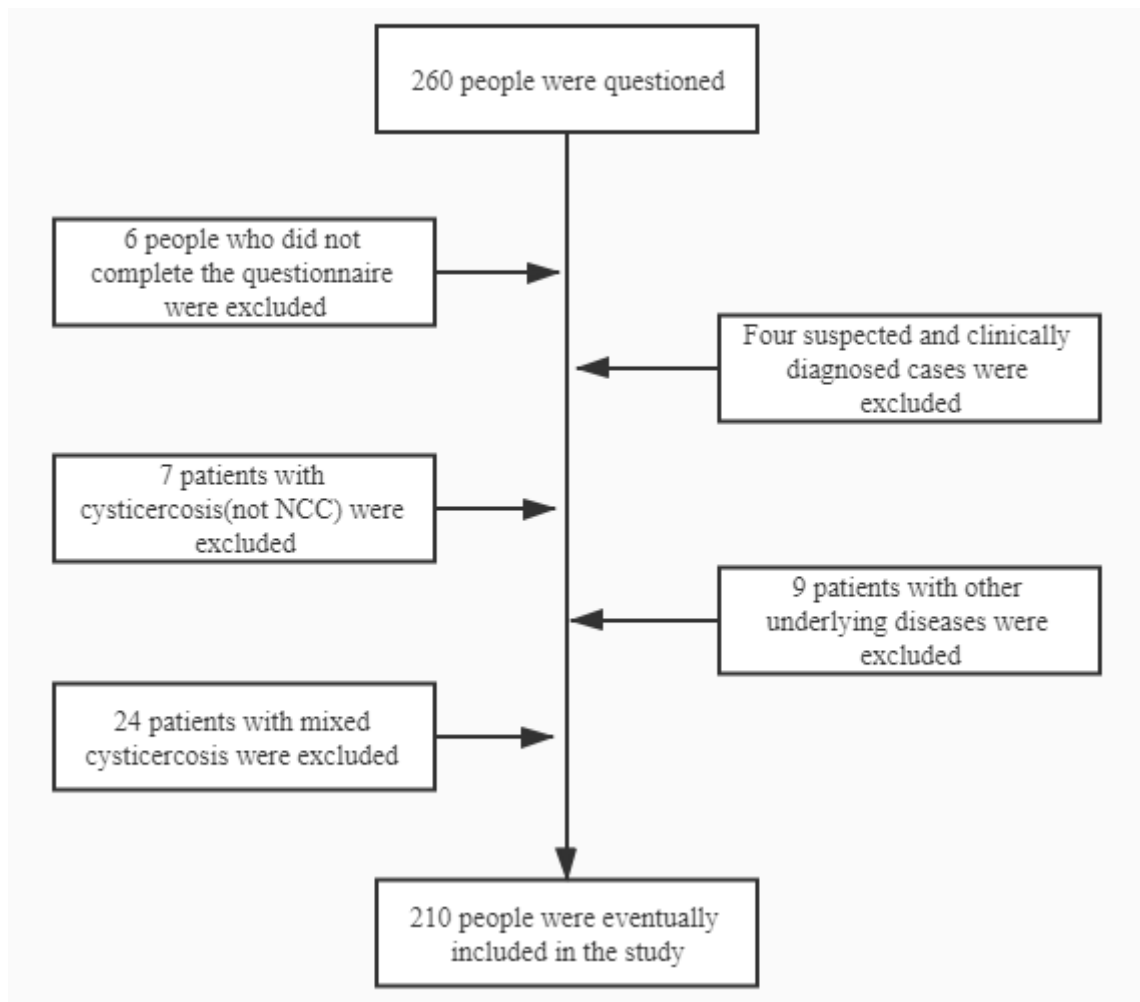 260 people were questioned
6 people who did not
complete the questionnaire
were excluded
Four suspected and clinically
diagnosed cases were
excluded
7 patients with
cysticercosis(not NCC) were
excluded
9 patients with other
underlying diseases were
excluded
24 patients with mixed
cysticercosis were excluded
210 people were eventually
included in the study